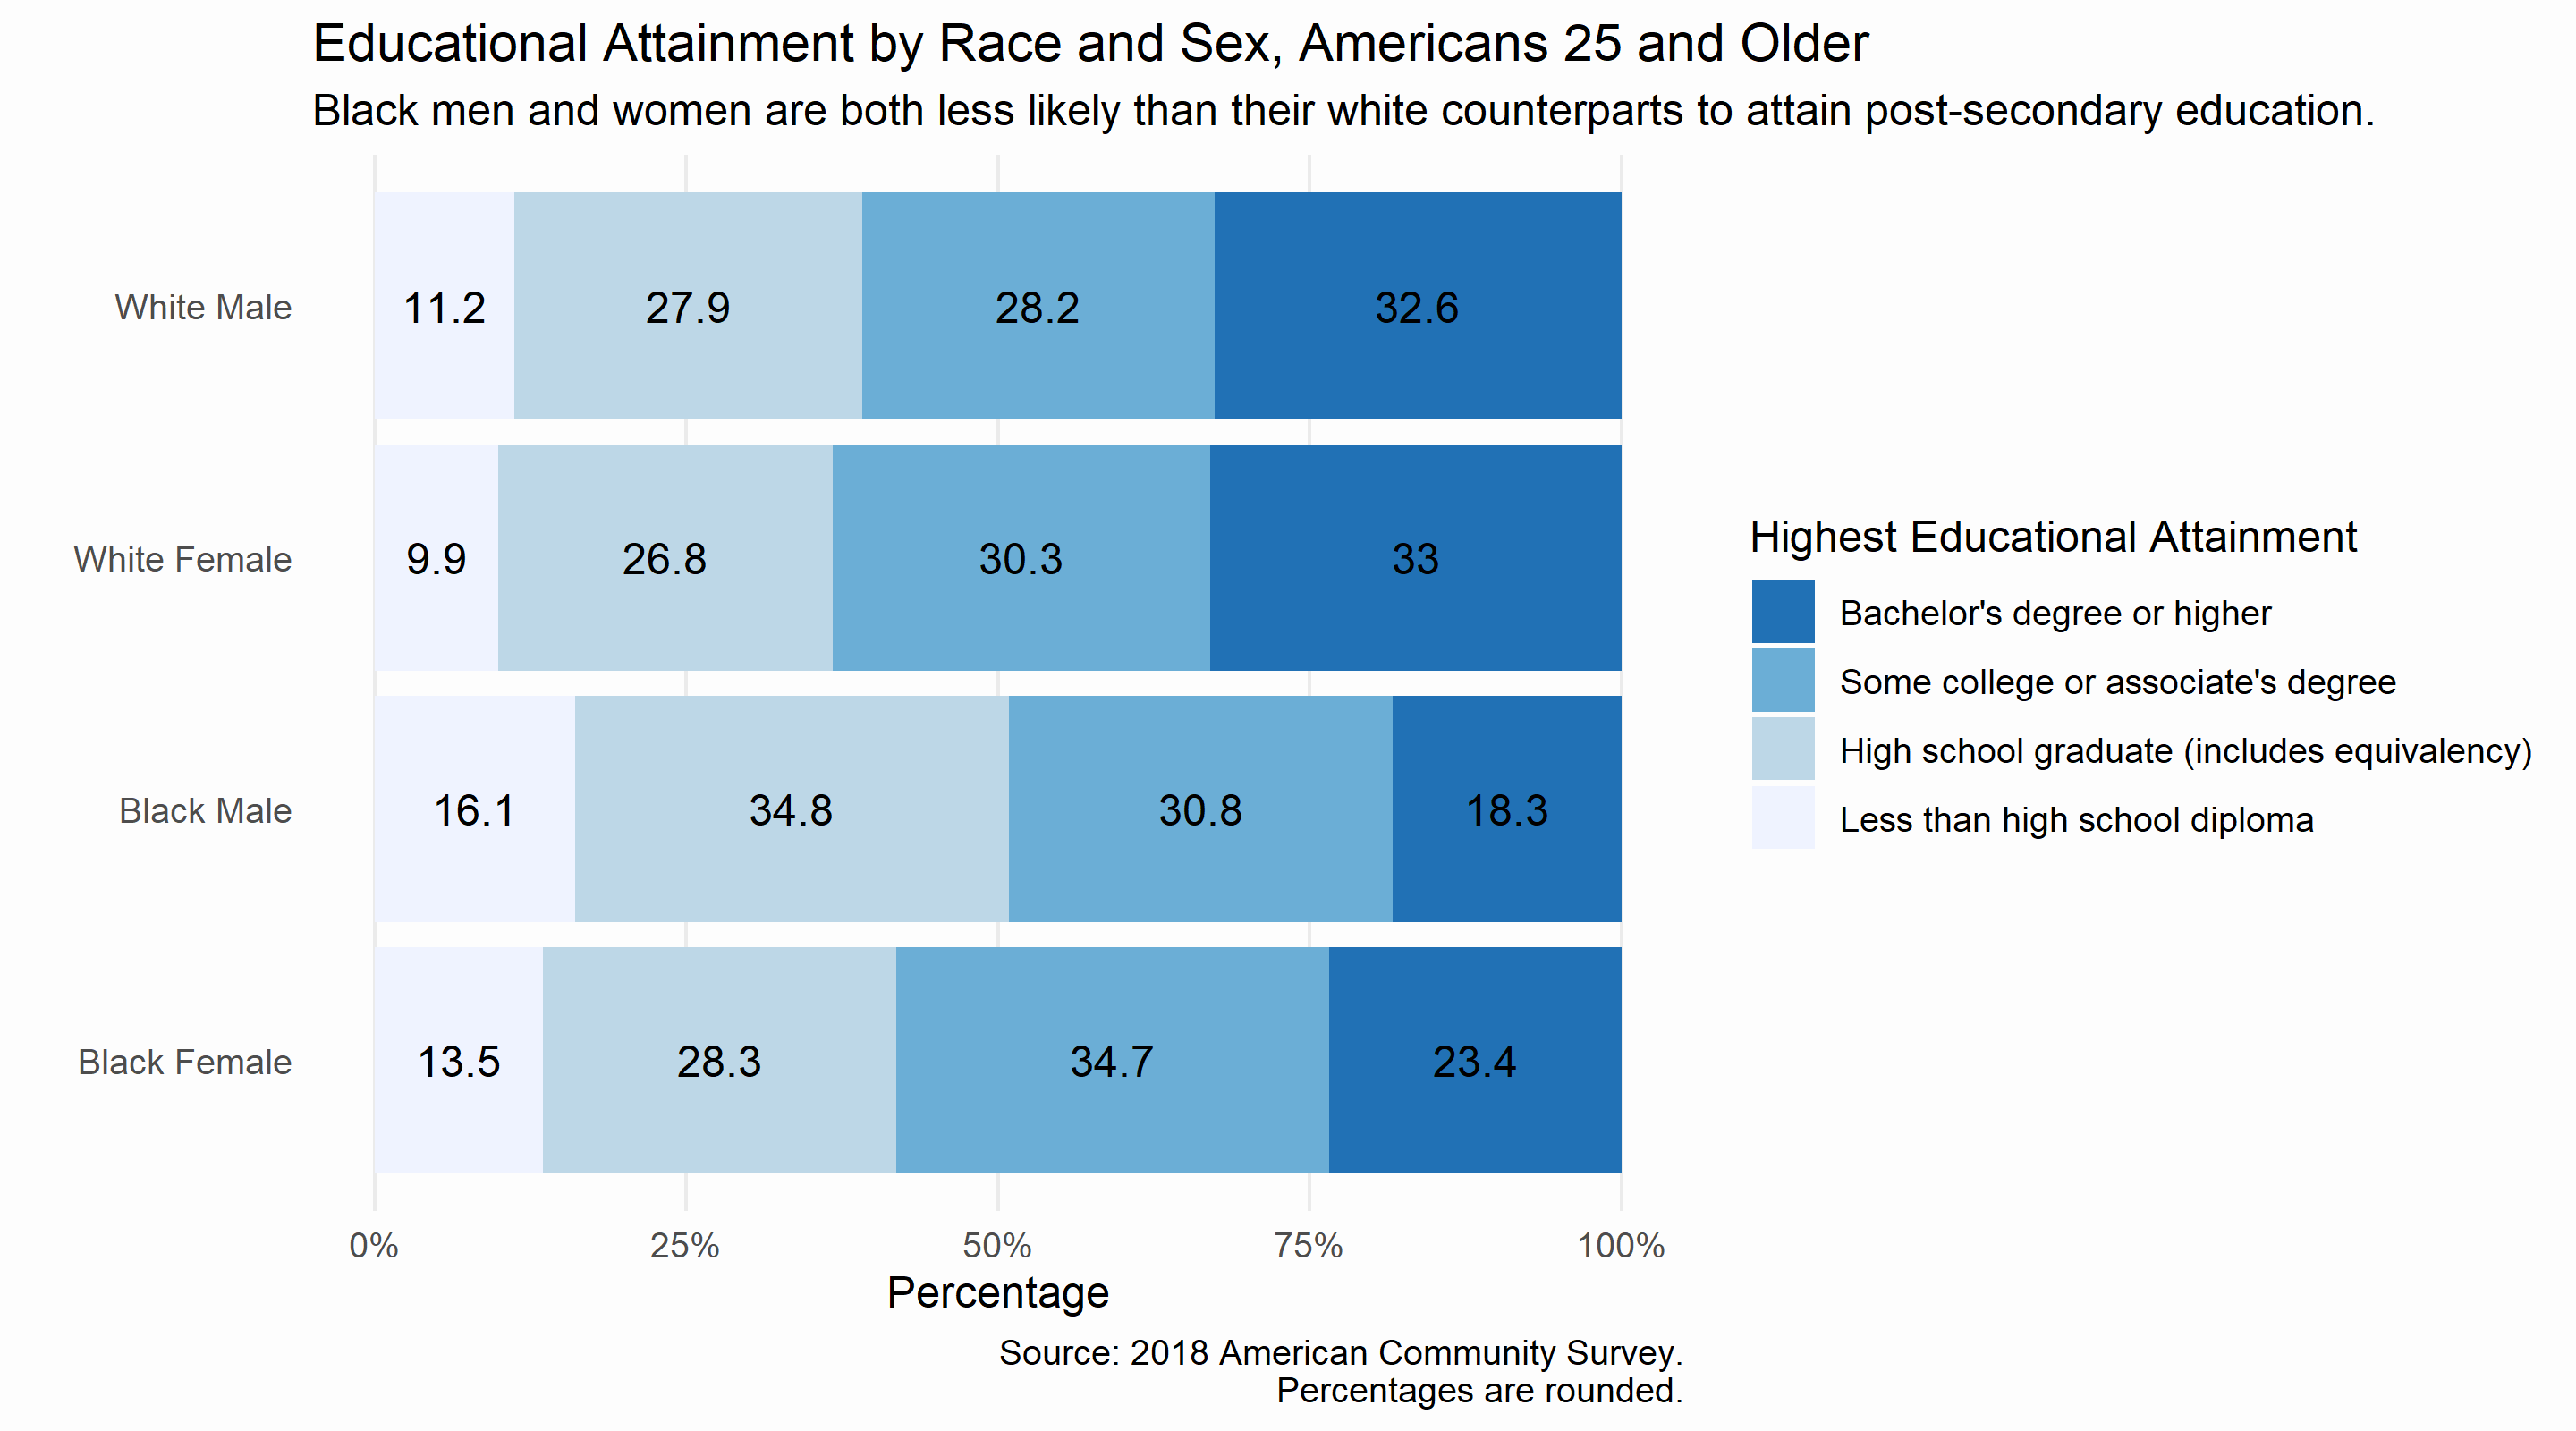 Educational Attainment by Race and Sex, Americans 25 and Older
Black men and women are both less likely than their white counterparts to attain post-secondary education.
White Male
11.2
27.9
28.2
32.6
White Female
9.9
26.8
30.3
33
Black Male
16.1
34.8
30.8
18.3
Black Female
13.5
28.3
34.7
23.4
0%
25%
50%
75%
100%
Percentage
Highest Educational Attainment
Bachelor's degree or higher
Some college or associate's degree
High school graduate (includes equivalency)
Less than high school diploma
Source: 2018 American Community Survey.
Percentages are rounded.